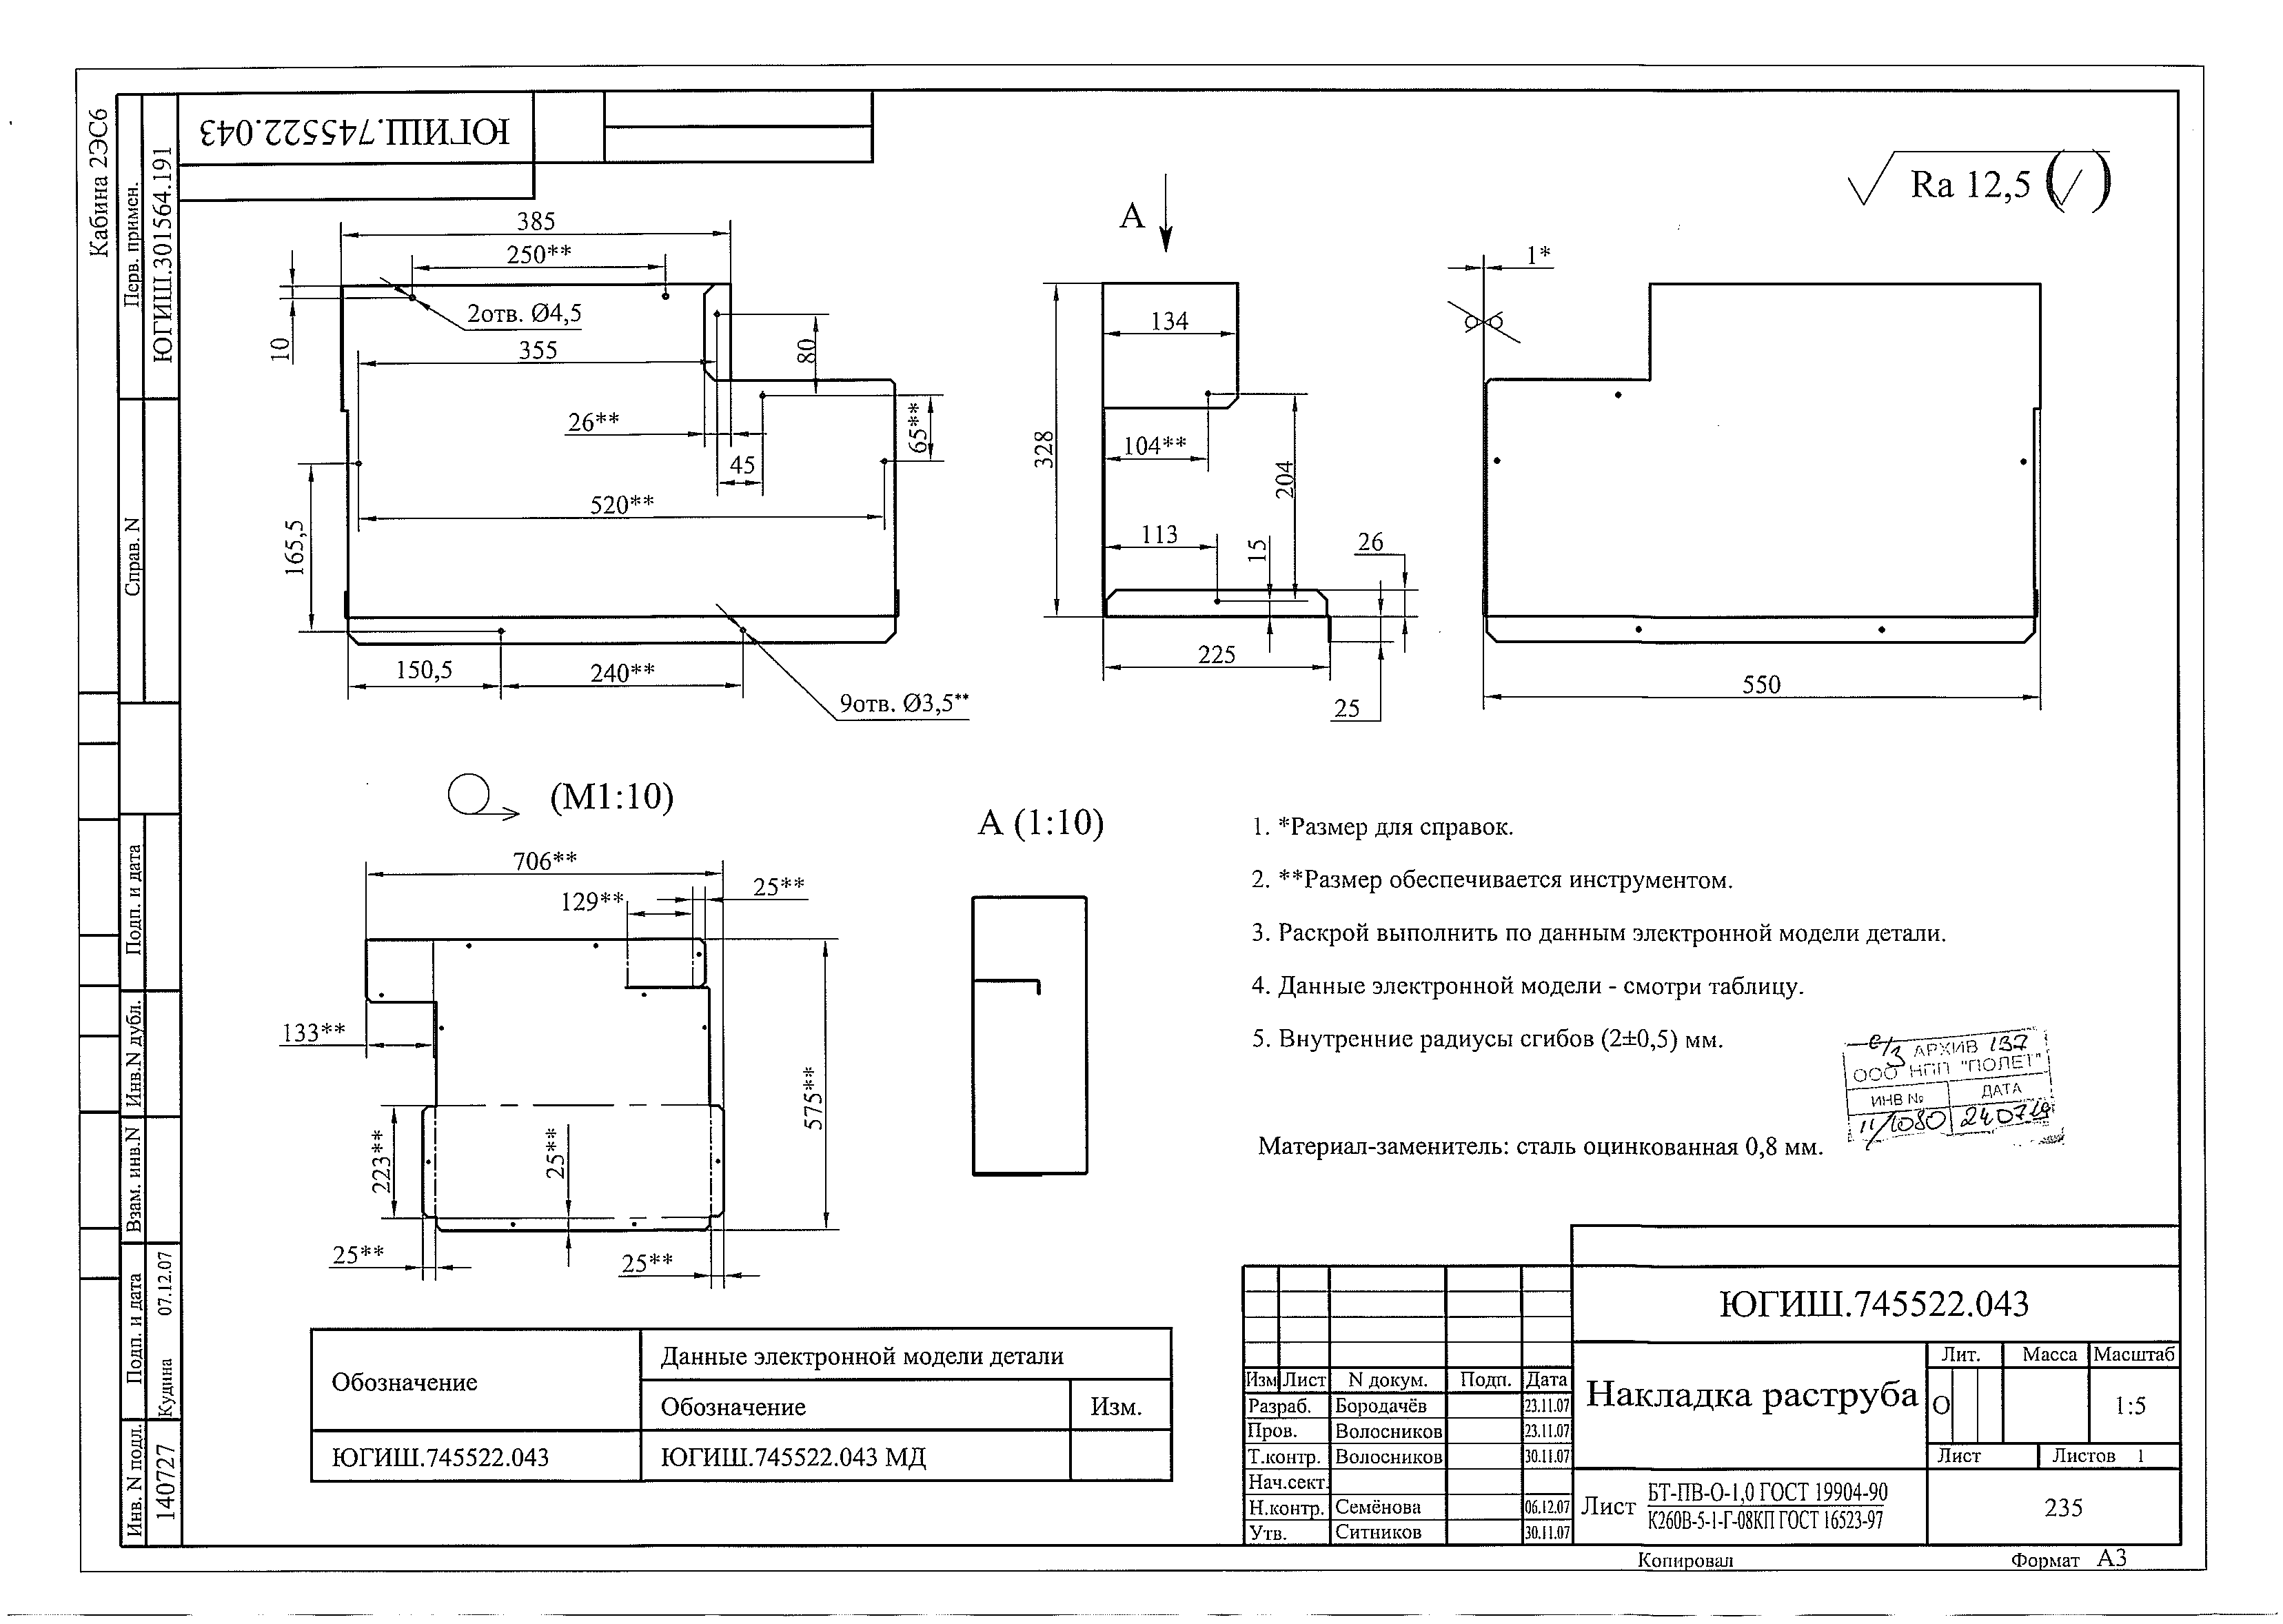 Кабина 2ЭС6
Перв. примен.
ЮГИШ.301564.191
Справ. N
Подп. и дата
Инв.N дубл.
Взам. инв.N
Подп. и дата
Кудина 07.12.07
Инв. N подл.
140727
ЮГИШ.745522.043
Ra 12,5
385
250**
2отв. Ø4,5
10
355
80
26**
65**
45
520**
165,5
150,5
240**
9отв. Ø3,5**
А
134
328
104**
204
113
15
26
225
25
1*
550
(М1:10)
706**
129**
25**
133**
575**
223**
25**
25**
25**
А (1:10)
1. *Размер для справок.
2. **Размер обеспечивается инструментом.
3. Раскрой выполнить по данным электронной модели детали.
4. Данные электронной модели - смотри таблицу.
5. Внутренние радиусы сгибов (2±0,5) мм.
АРХИВ 137
ООО НПП "ПОЛЕТ"
ИНВ № ДАТА
11/1080
Материал-заменитель: сталь оцинкованная 0,8 мм.
Обозначение
Данные электронной модели детали
Обозначение Изм.
ЮГИШ.745522.043 ЮГИШ.745522.043 МД
ЮГИШ.745522.043
Накладка раструба
Лит. Масса Масштаб
О 1:5
Лист Листов 1
Изм Лист N докум. Подп. Дата
Разраб. Бородачёв 23.11.07
Пров. Волосников 23.11.07
Т.контр. Волосников 30.11.07
Нач.сект.
Н.контр. Семёнова 06.12.07
Утв. Ситников 30.11.07
Лист БТ-ПВ-О-1,0 ГОСТ 19904-90
К260В-5-1-Г-08КП ГОСТ 16523-97
235
Копировал Формат А3